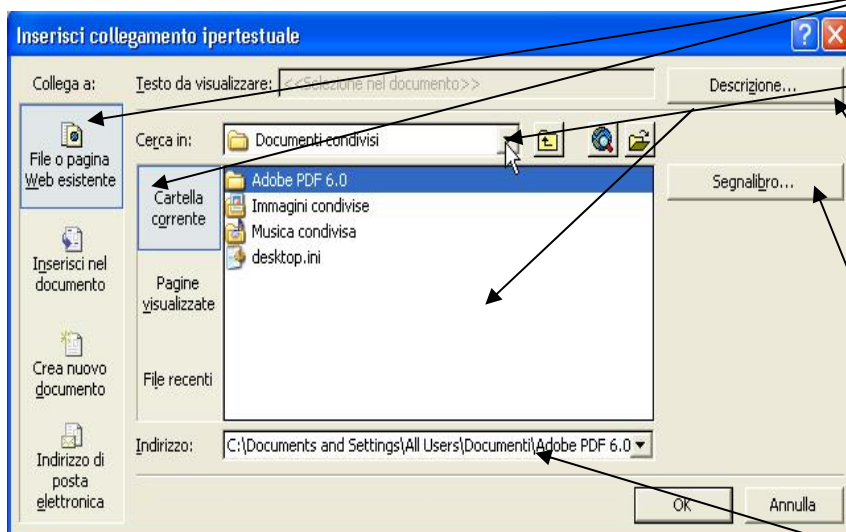 Inserisci collegamento ipertestuale
Collega a:
Testo da visualizzare: <<Selezione nel documento>>
Descrizione...
File o pagina
Web esistente
Cerca in:
Documenti condivisi
Segnalibro...
Cartella
corrente
Adobe PDF 6.0
Immagini condivise
Musica condivisa
desktop.ini
Inserisci nel
documento
Pagine
visualizzate
Crea nuovo
documento
File recenti
Indirizzo di
posta
elettronica
Indirizzo:
C:\Documents and Settings\All Users\Documenti\Adobe PDF 6.0
OK
Annulla